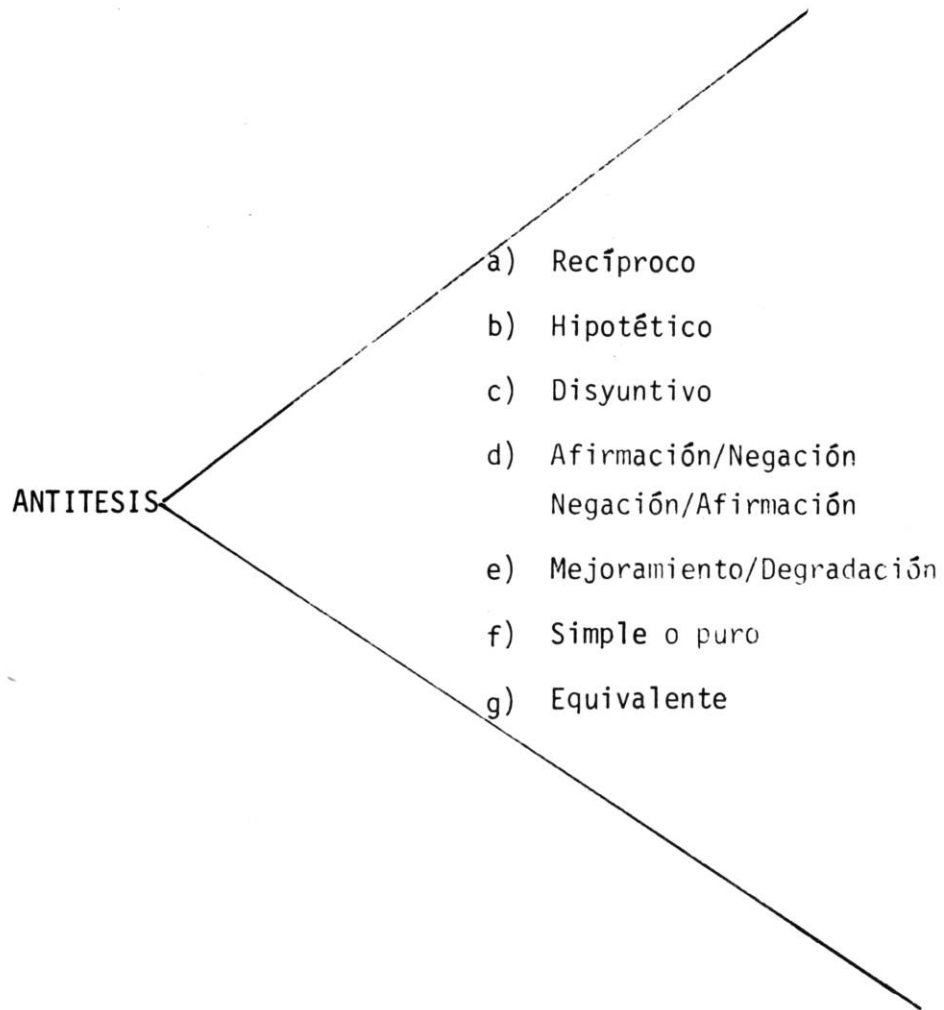 a) Recíproco
b) Hipotético
c) Disyuntivo
d) Afirmación/Negación
Negación/Afirmación
ANTITESIS
e) Mejoramiento/Degradación
f) Simple o puro
g) Equivalente